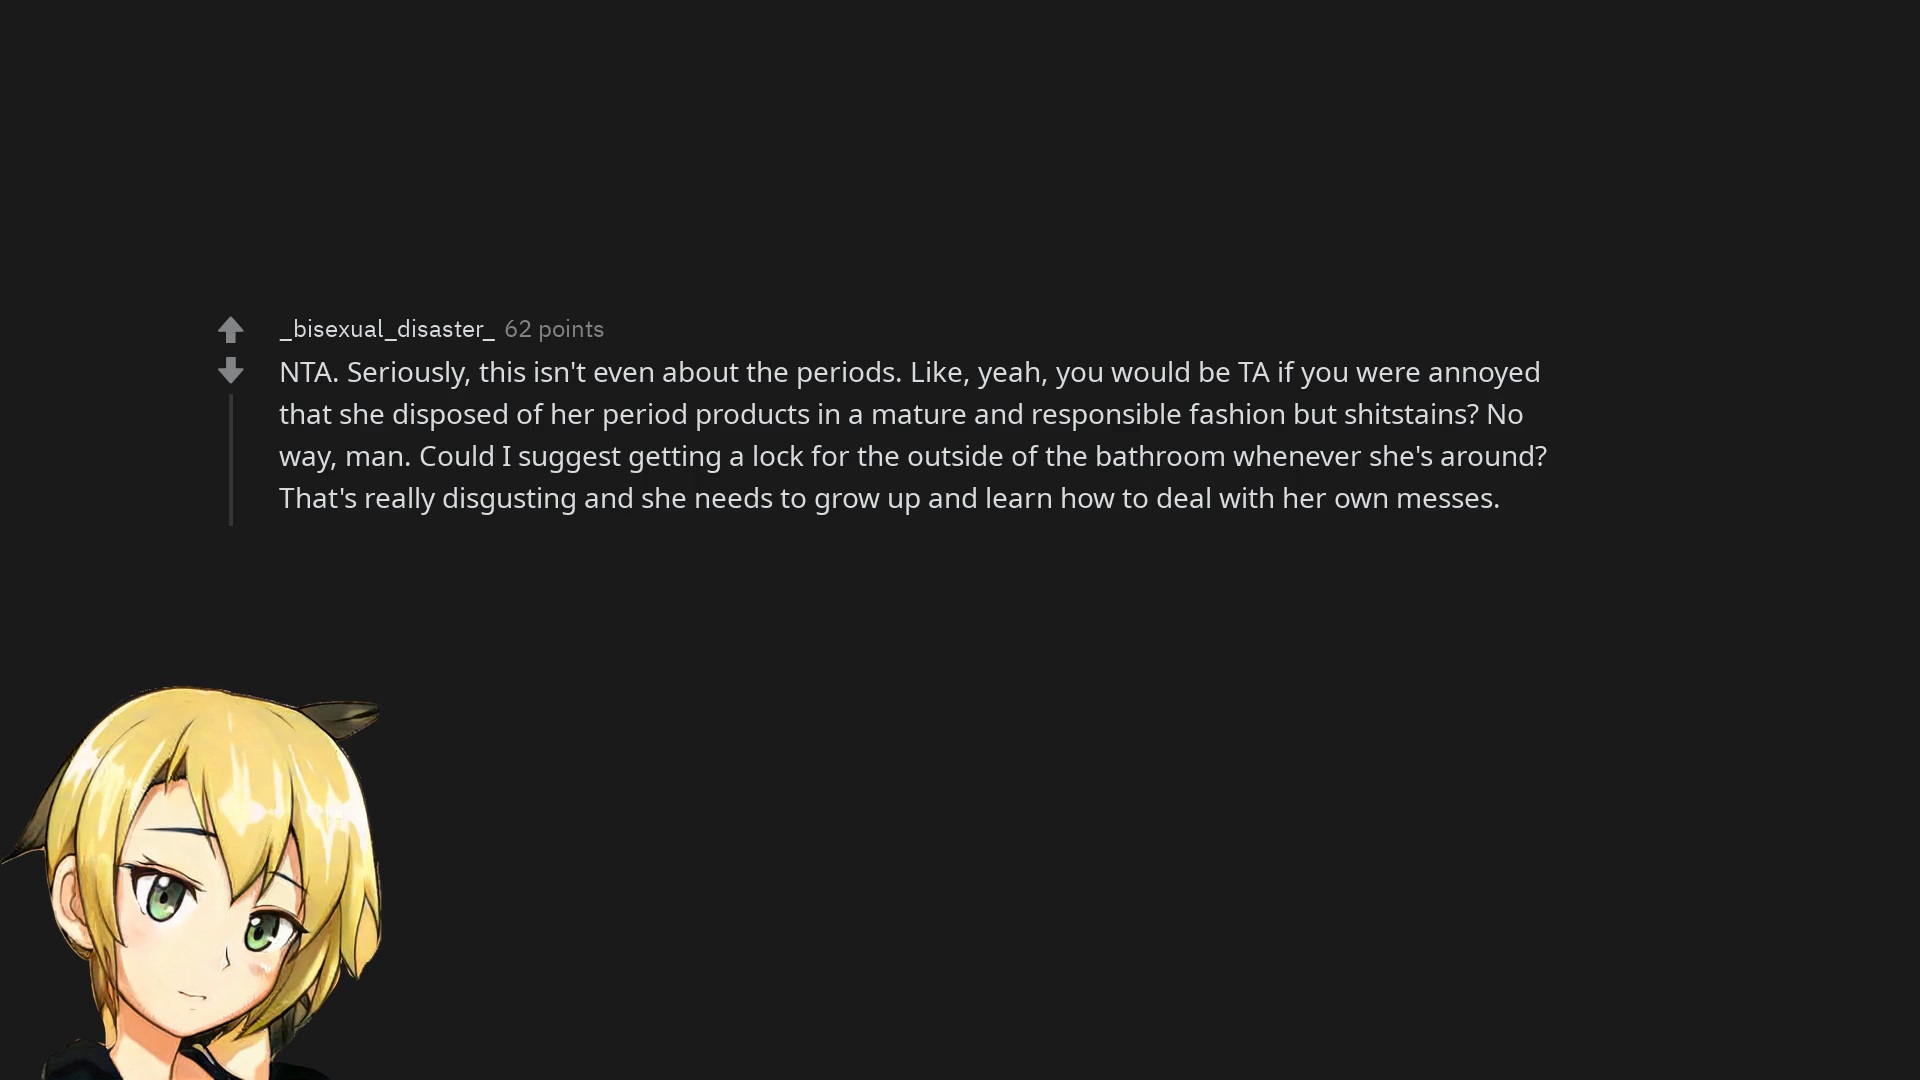 _bisexual_disaster_ 62 points
NTA. Seriously, this isn't even about the periods. Like, yeah, you would be TA if you were annoyed
that she disposed of her period products in a mature and responsible fashion but shitstains? No
way, man. Could I suggest getting a lock for the outside of the bathroom whenever she's around?
That's really disgusting and she needs to grow up and learn how to deal with her own messes.